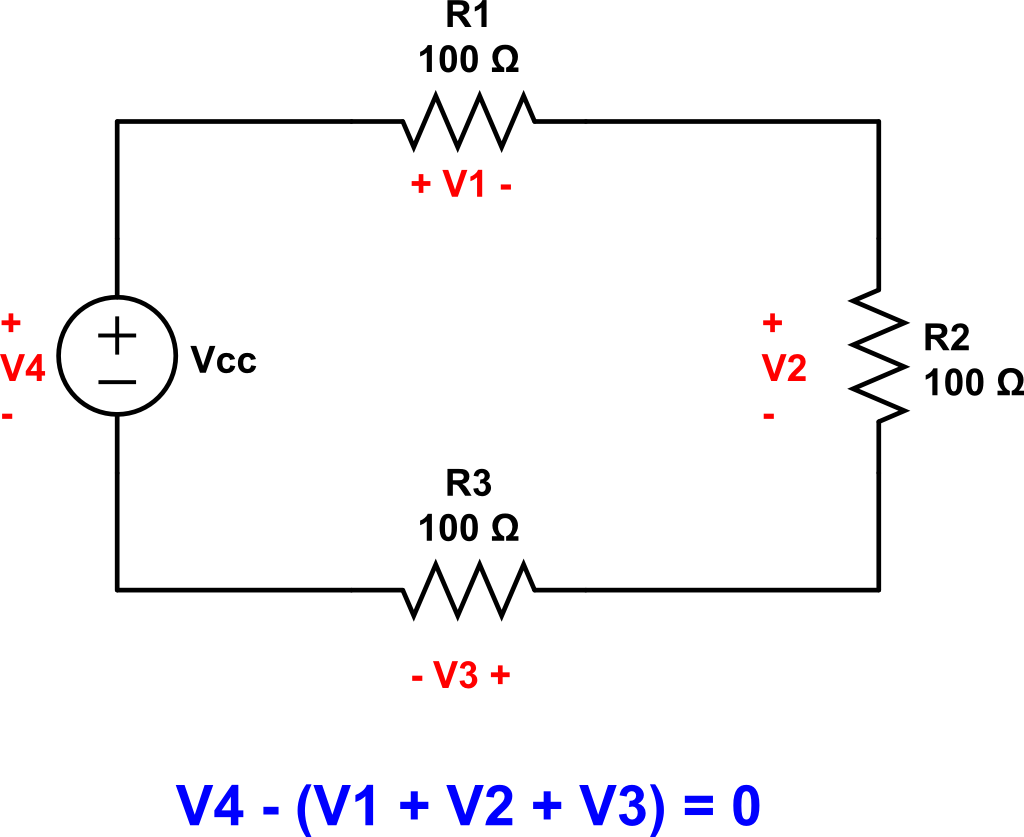 R1
100 Ω
+ V1 -
+
V4
-
+
−
Vcc
+
V2
-
R2
100 Ω
R3
100 Ω
- V3 +
V4 - (V1 + V2 + V3) = 0